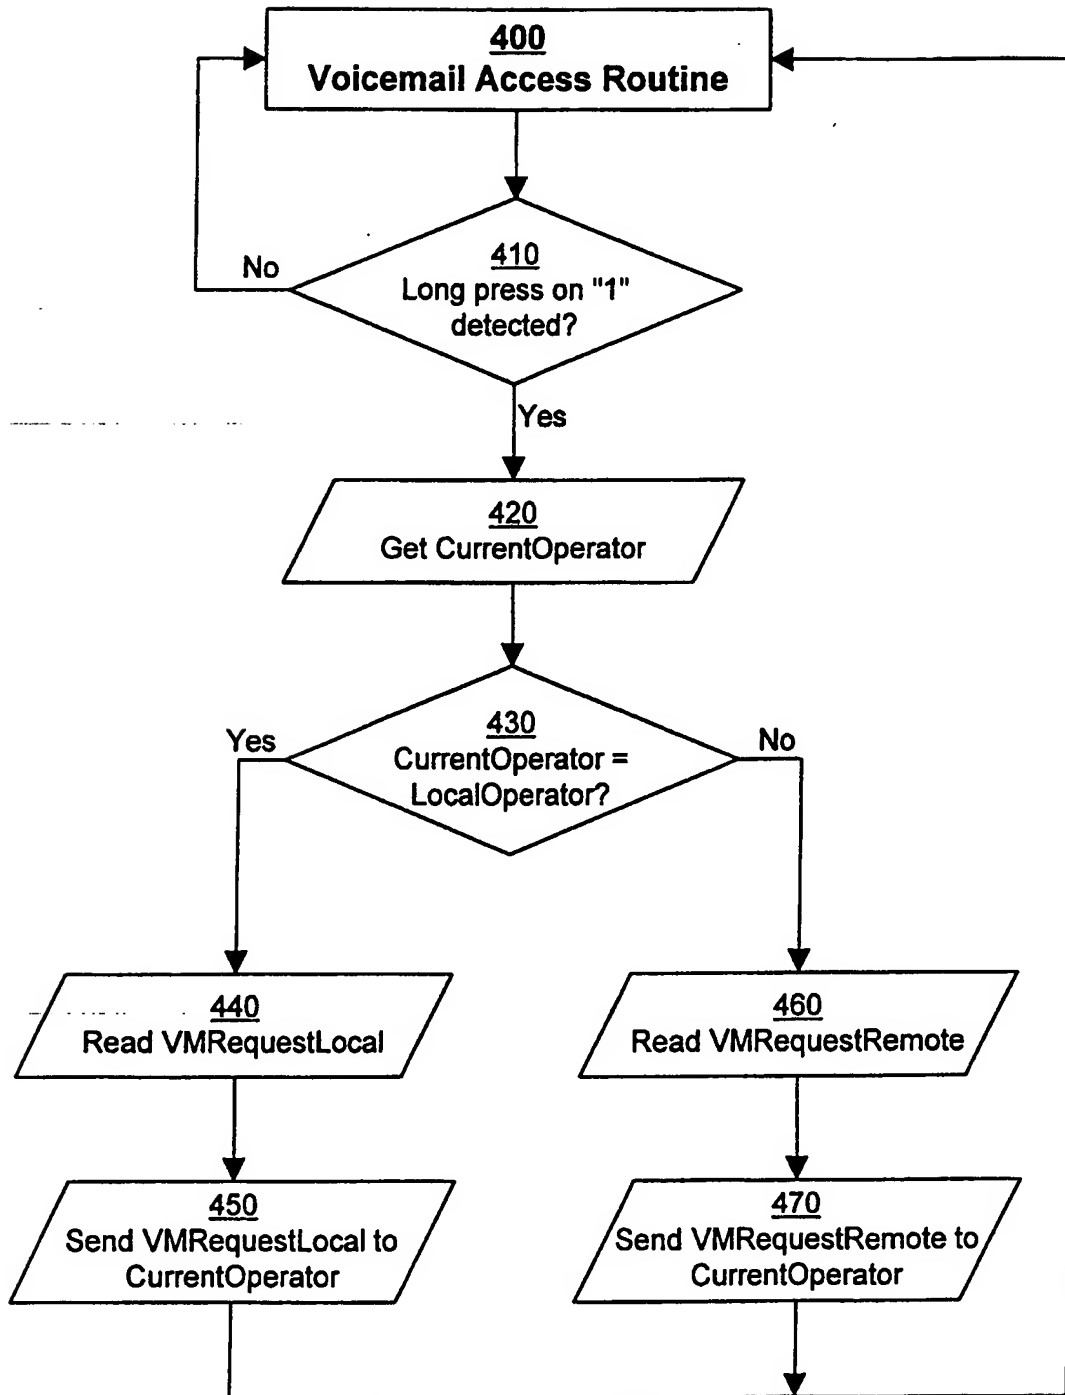 400
Voicemail Access Routine
410
Long press on "1"
detected?
No
Yes
420
Get CurrentOperator
430
CurrentOperator =
LocalOperator?
Yes
No
440
Read VMRequestLocal
460
Read VMRequestRemote
450
Send VMRequestLocal to
CurrentOperator
470
Send VMRequestRemote to
CurrentOperator